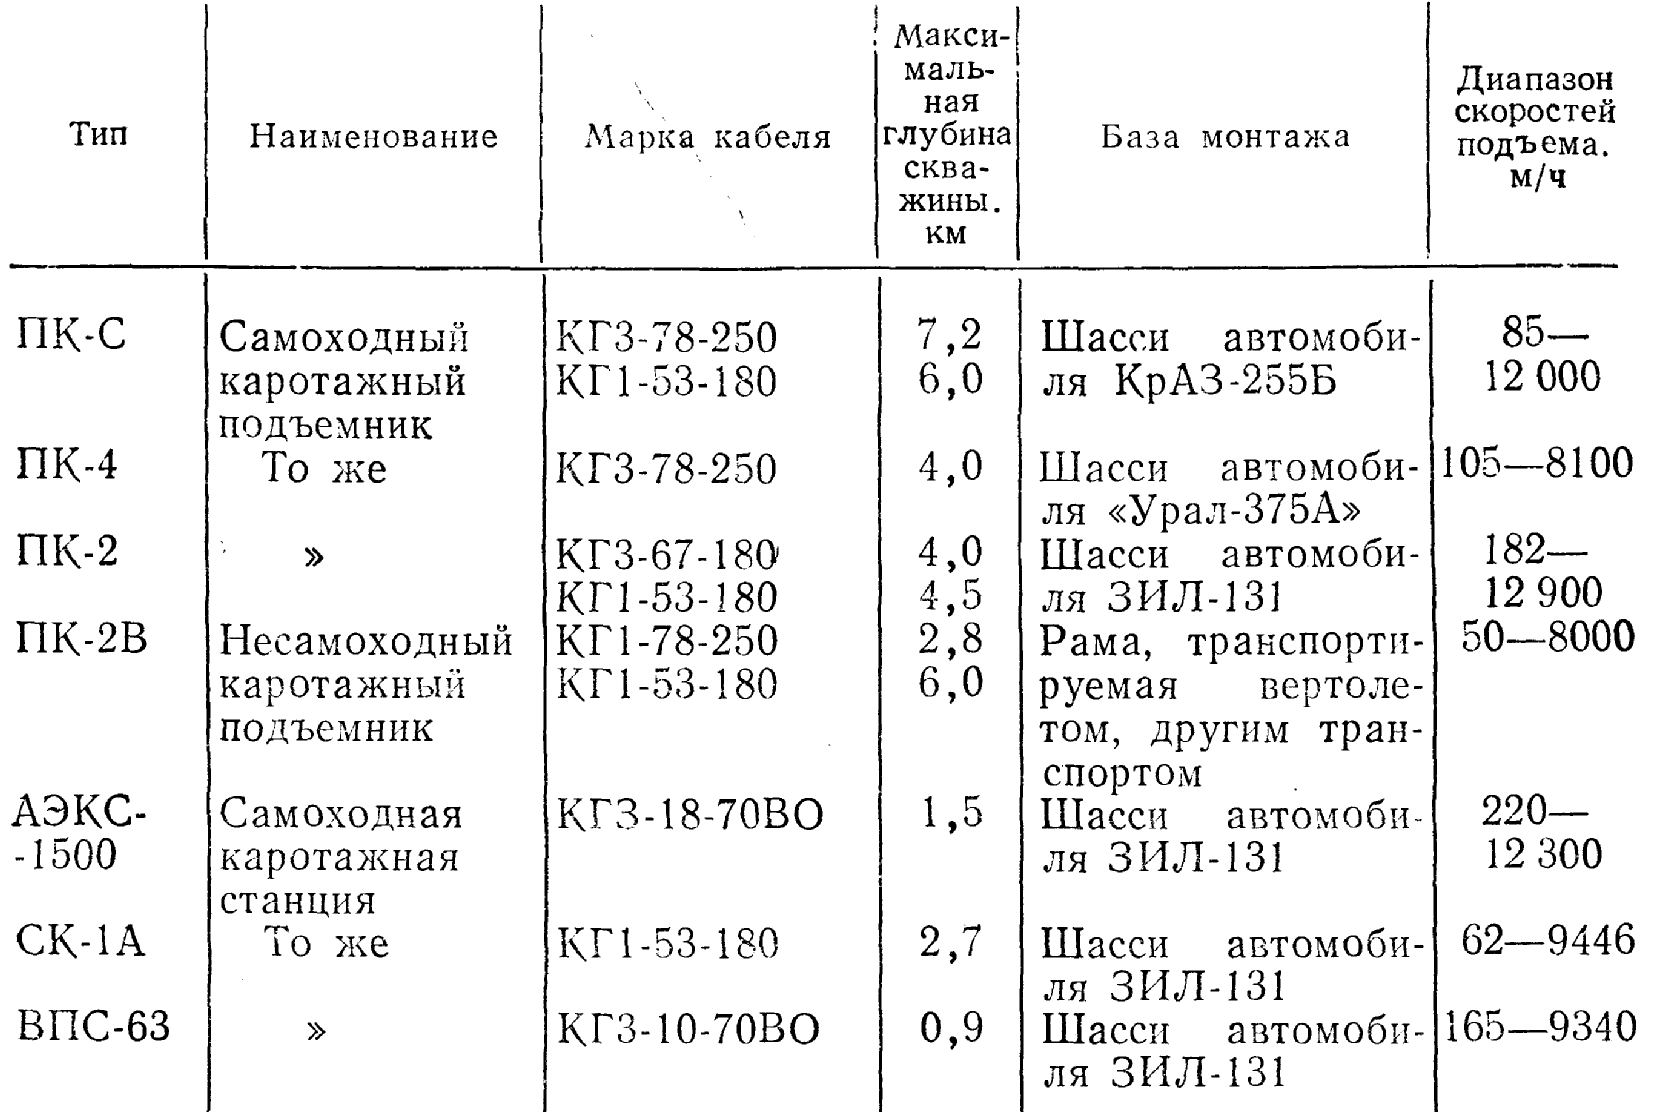 Тип
Наименование
Марка кабеля
Макси-
маль-
ная
глубина
сква-
жины.
км
База монтажа
Диапазон
скоростей
подъема.
м/ч
ПК-С
Самоходный
каротажный
подъемник
КГ3-78-250
КГ1-53-180
7,2
6,0
Шасси автомоби-
ля КрАЗ-255Б
85—
12 000
ПК-4
То же
КГ3-78-250
4,0
Шасси автомоби-
ля «Урал-375А»
105—8100
ПК-2
»
КГ3-67-180
КГ1-53-180
4,0
4,5
Шасси автомоби-
ля ЗИЛ-131
182—
12 900
ПК-2В
Несамоходный
каротажный
подъемник
КГ1-78-250
КГ1-53-180
2,8
6,0
Рама, транспорти-
руемая вертоле-
том, другим тран-
спортом
50—8000
АЭКС-
-1500
Самоходная
каротажная
станция
КГ3-18-70ВО
1,5
Шасси автомоби-
ля ЗИЛ-131
220—
12 300
СК-1А
То же
КГ1-53-180
2,7
Шасси автомоби-
ля ЗИЛ-131
62—9446
ВПС-63
»
КГ3-10-70ВО
0,9
Шасси автомоби-
ля ЗИЛ-131
165—9340